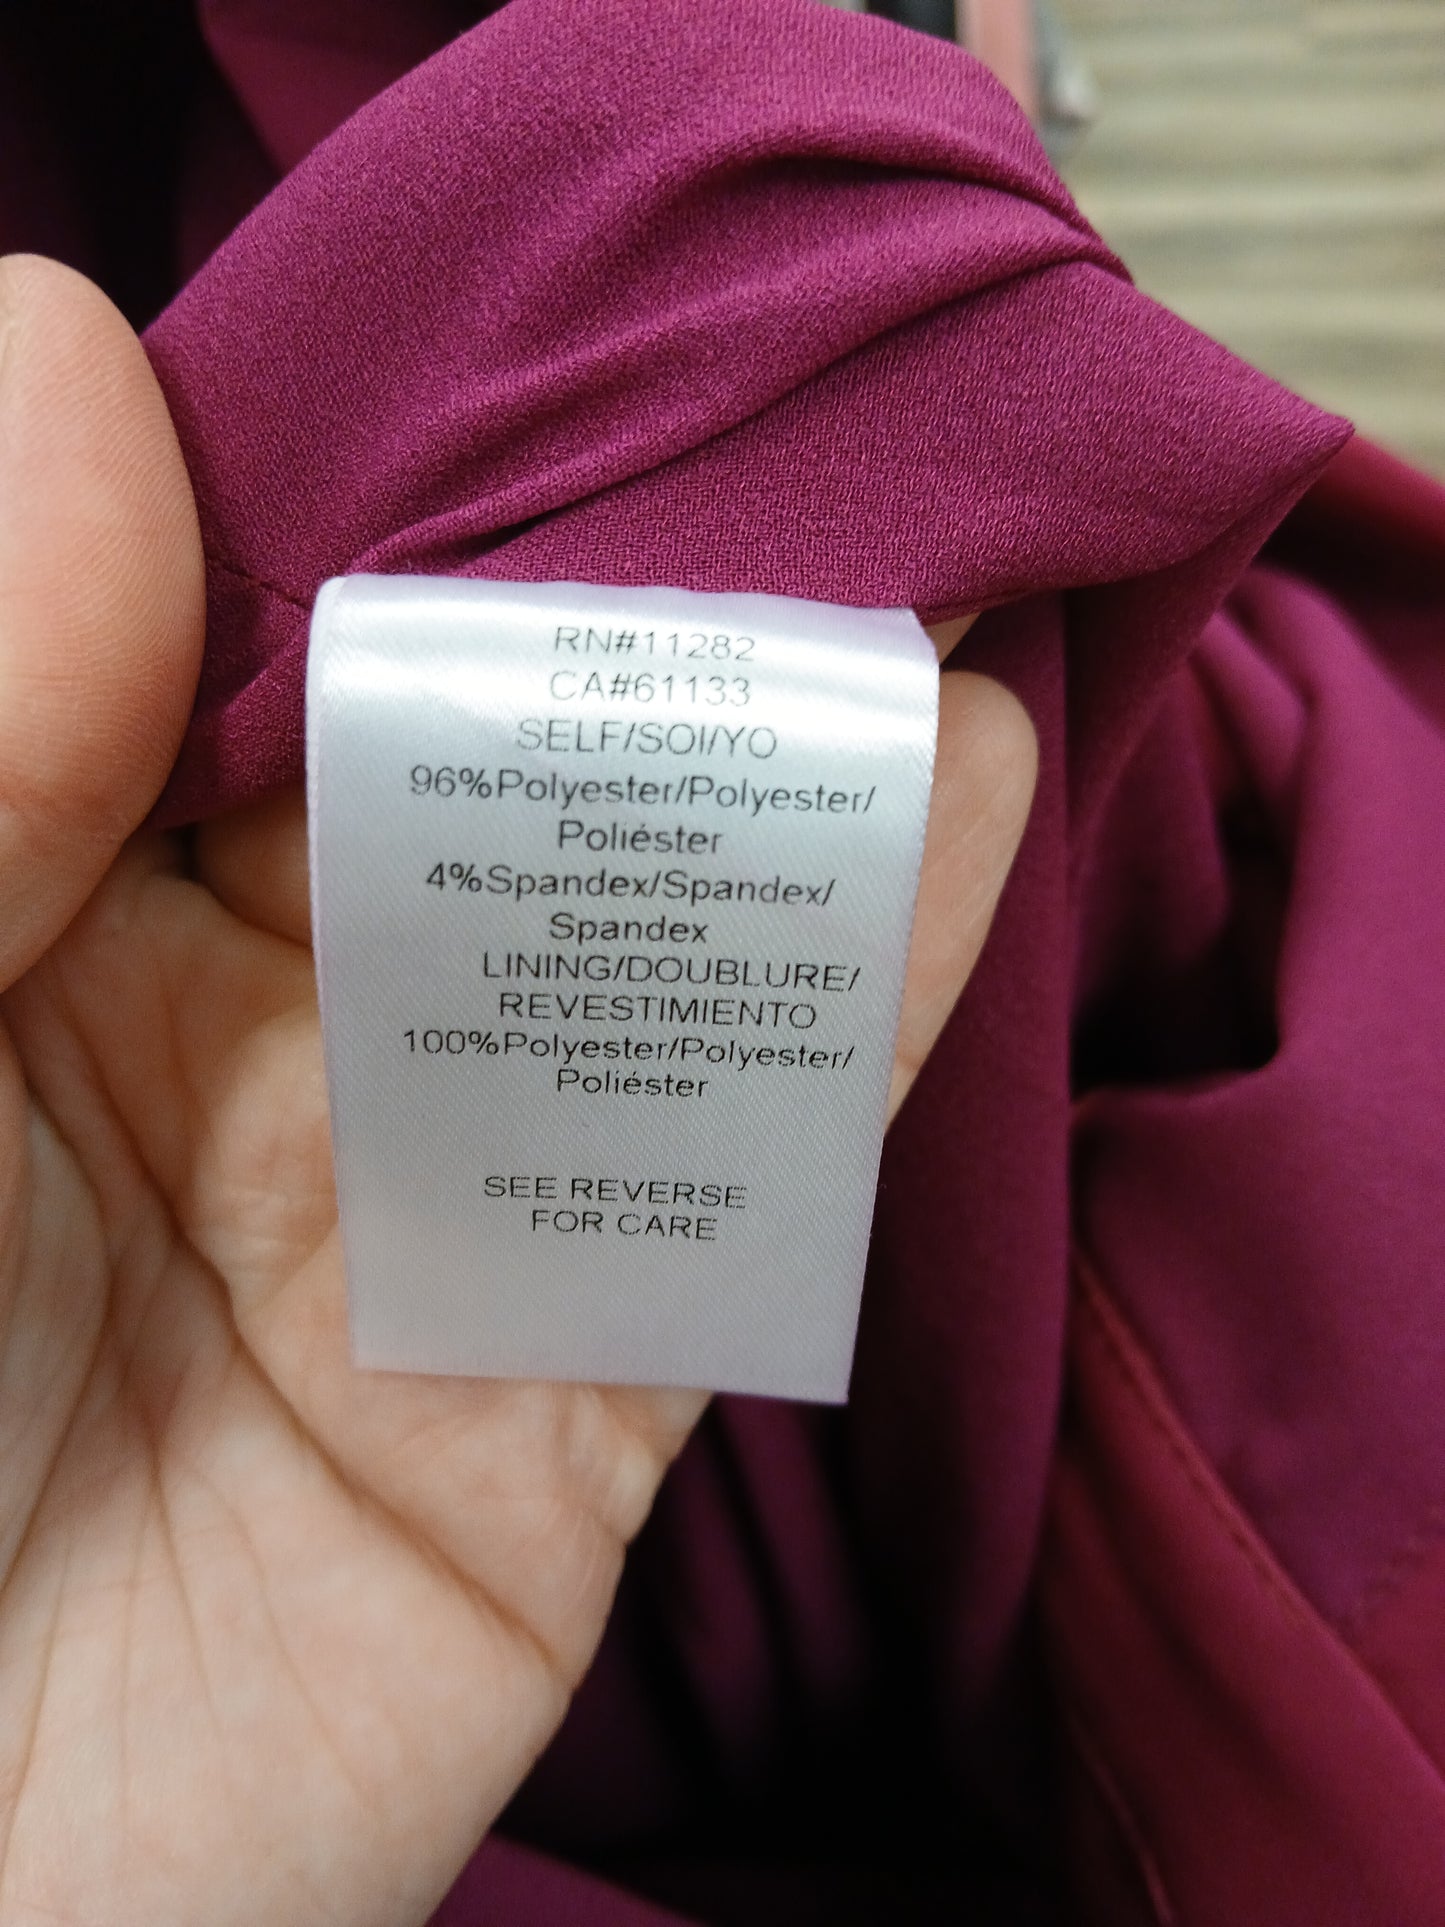 RN#11282
CA#61133
SELF/SOI/YO
96%Polyester/Polyester/
Poliéster
4%Spandex/Spandex/
Spandex
LINING/DOUBLURE/
REVESTIMIENTO
100%Polyester/Polyester/
Poliéster
SEE REVERSE
FOR CARE